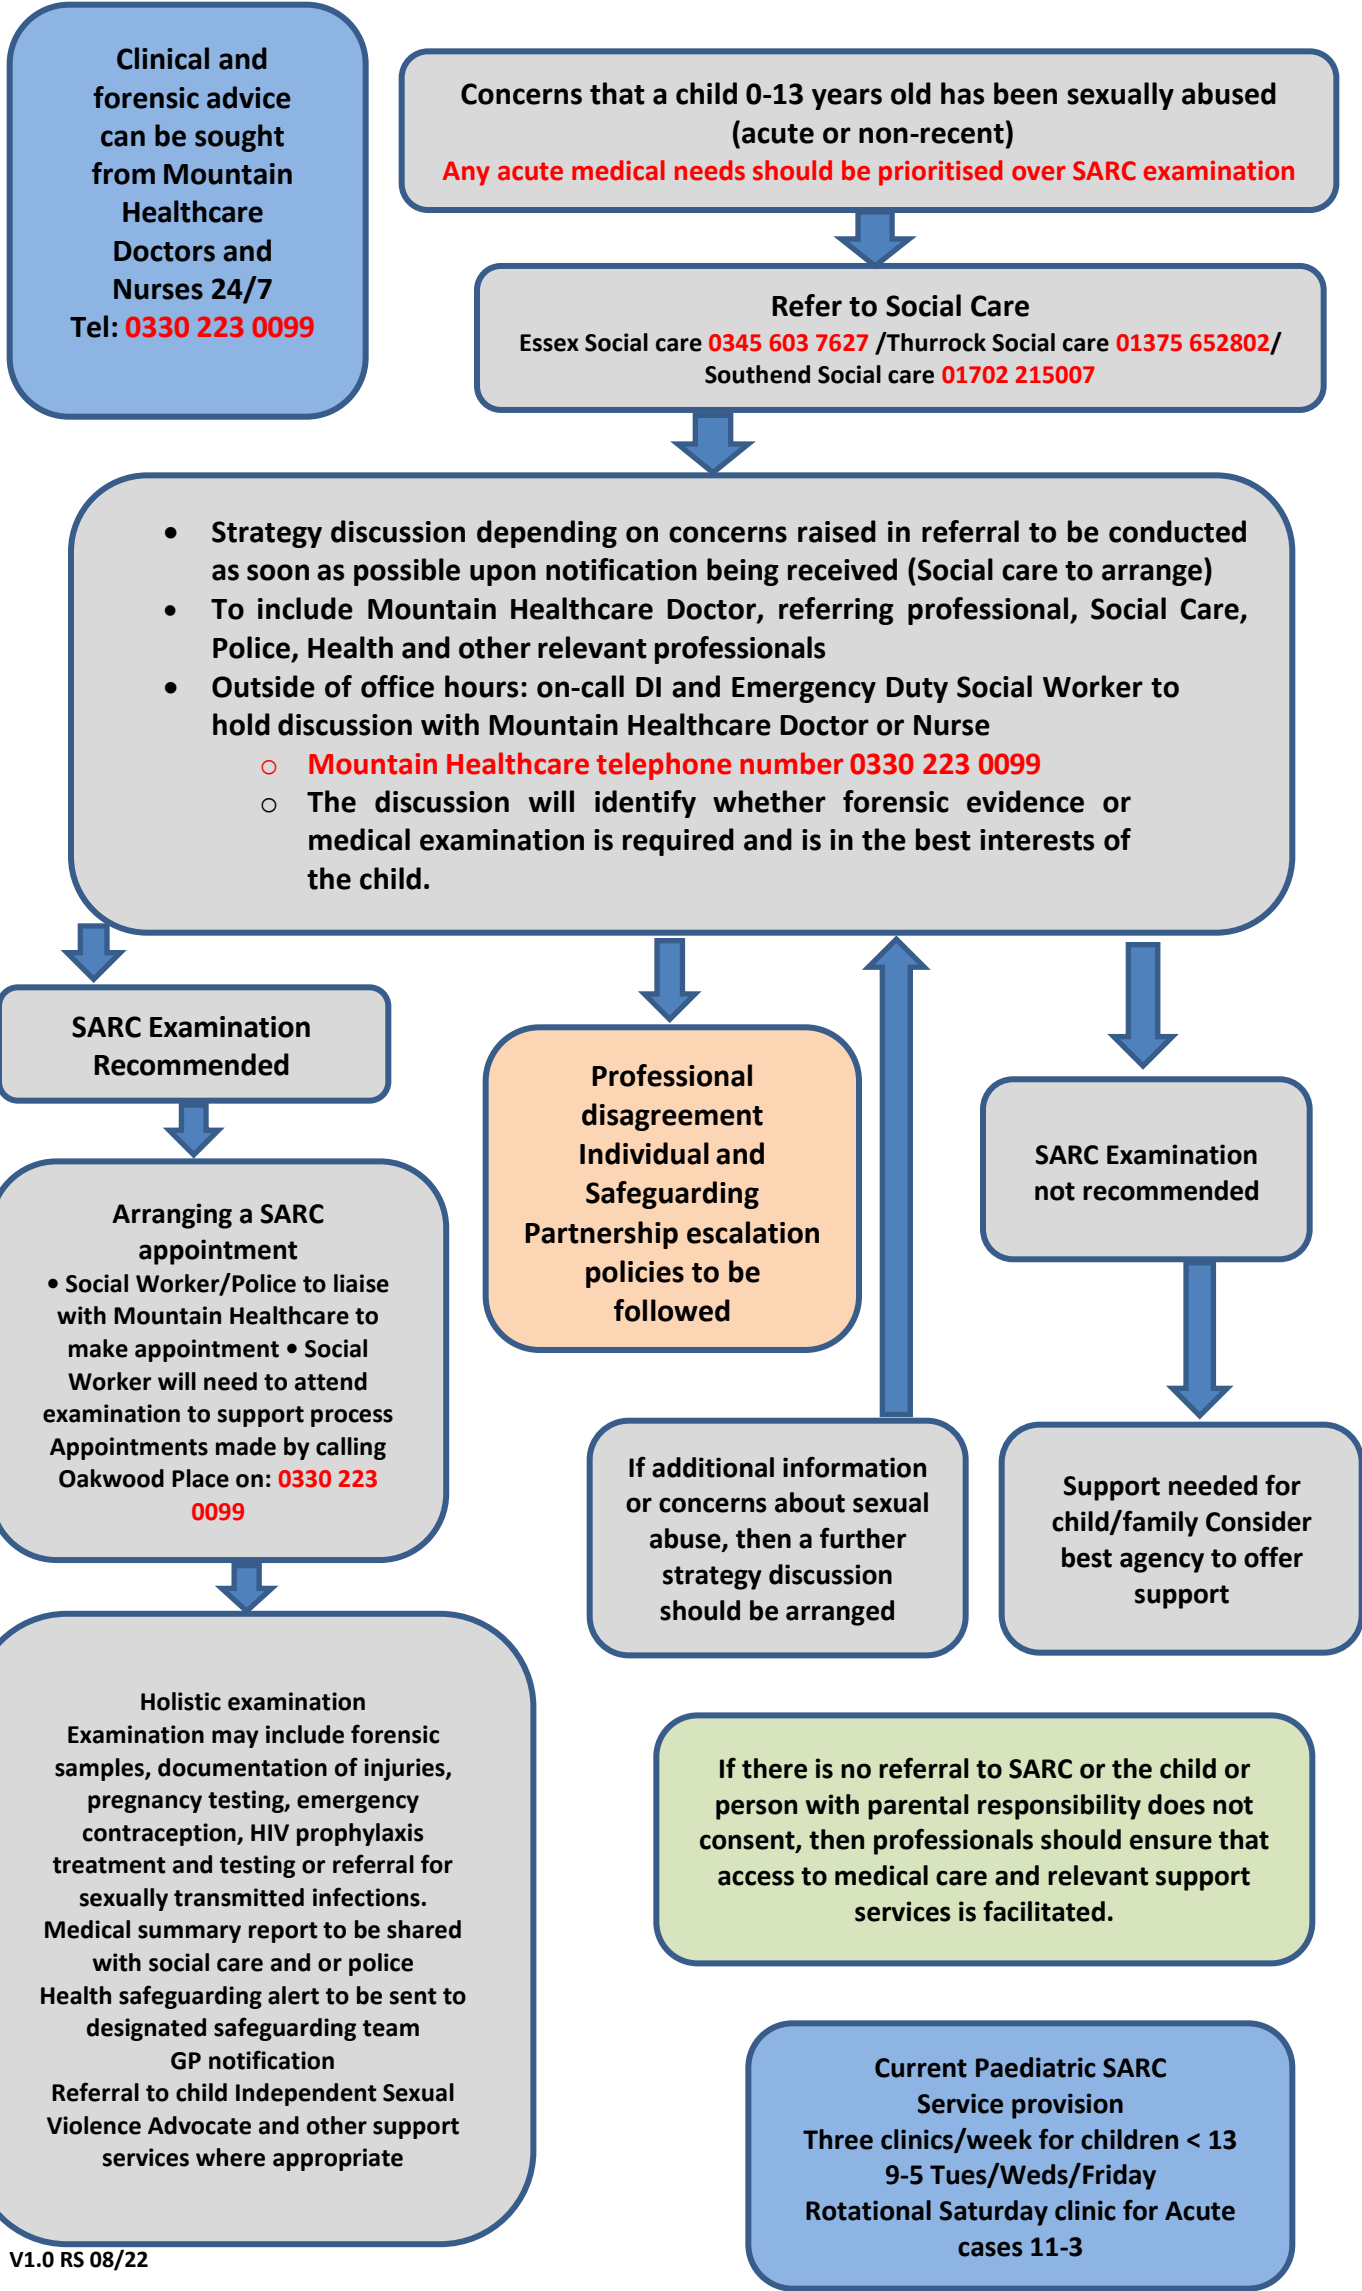 Clinical and
forensic advice
can be sought
from Mountain
Healthcare
Doctors and
Nurses 24/7
Tel: 0330 223 0099
Concerns that a child 0-13 years old has been sexually abused
(acute or non-recent)
Any acute medical needs should be prioritised over SARC examination
Refer to Social Care
Essex Social care 0345 603 7627 /Thurrock Social care 01375 652802/
Southend Social care 01702 215007
• Strategy discussion depending on concerns raised in referral to be conducted
as soon as possible upon notification being received (Social care to arrange)
• To include Mountain Healthcare Doctor, referring professional, Social Care,
Police, Health and other relevant professionals
• Outside of office hours: on-call DI and Emergency Duty Social Worker to
hold discussion with Mountain Healthcare Doctor or Nurse
o Mountain Healthcare telephone number 0330 223 0099
o The discussion will identify whether forensic evidence or
medical examination is required and is in the best interests of
the child.
SARC Examination
Recommended
Arranging a SARC
appointment
• Social Worker/Police to liaise
with Mountain Healthcare to
make appointment • Social
Worker will need to attend
examination to support process
Appointments made by calling
Oakwood Place on: 0330 223
0099
Holistic examination
Examination may include forensic
samples, documentation of injuries,
pregnancy testing, emergency
contraception, HIV prophylaxis
treatment and testing or referral for
sexually transmitted infections.
Medical summary report to be shared
with social care and or police
Health safeguarding alert to be sent to
designated safeguarding team
GP notification
Referral to child Independent Sexual
Violence Advocate and other support
services where appropriate
Professional
disagreement
Individual and
Safeguarding
Partnership escalation
policies to be
followed
If additional information
or concerns about sexual
abuse, then a further
strategy discussion
should be arranged
SARC Examination
not recommended
Support needed for
child/family Consider
best agency to offer
support
If there is no referral to SARC or the child or
person with parental responsibility does not
consent, then professionals should ensure that
access to medical care and relevant support
services is facilitated.
Current Paediatric SARC
Service provision
Three clinics/week for children < 13
9-5 Tues/Weds/Friday
Rotational Saturday clinic for Acute
cases 11-3
V1.0 RS 08/22